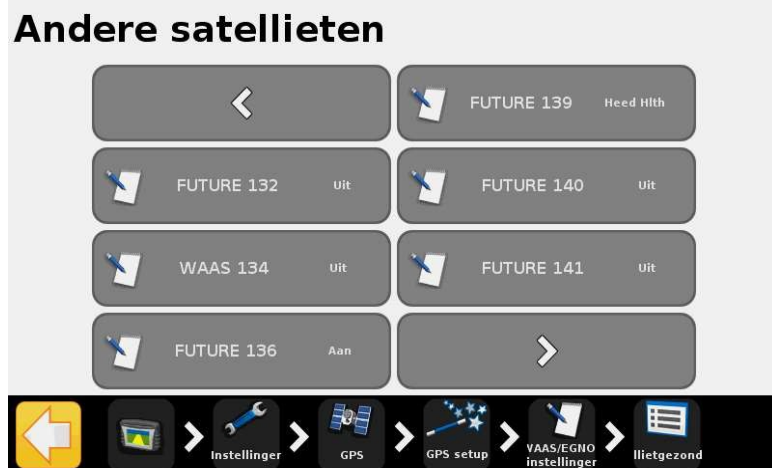 Andere satellieten
FUTURE 139 Heed Hlth
FUTURE 132 Uit
FUTURE 140 Uit
WAAS 134 Uit
FUTURE 141 Uit
FUTURE 136 Aan
Instellinger
GPS
GPS setup
VAAS/EGNO
instellinger
llietgezond